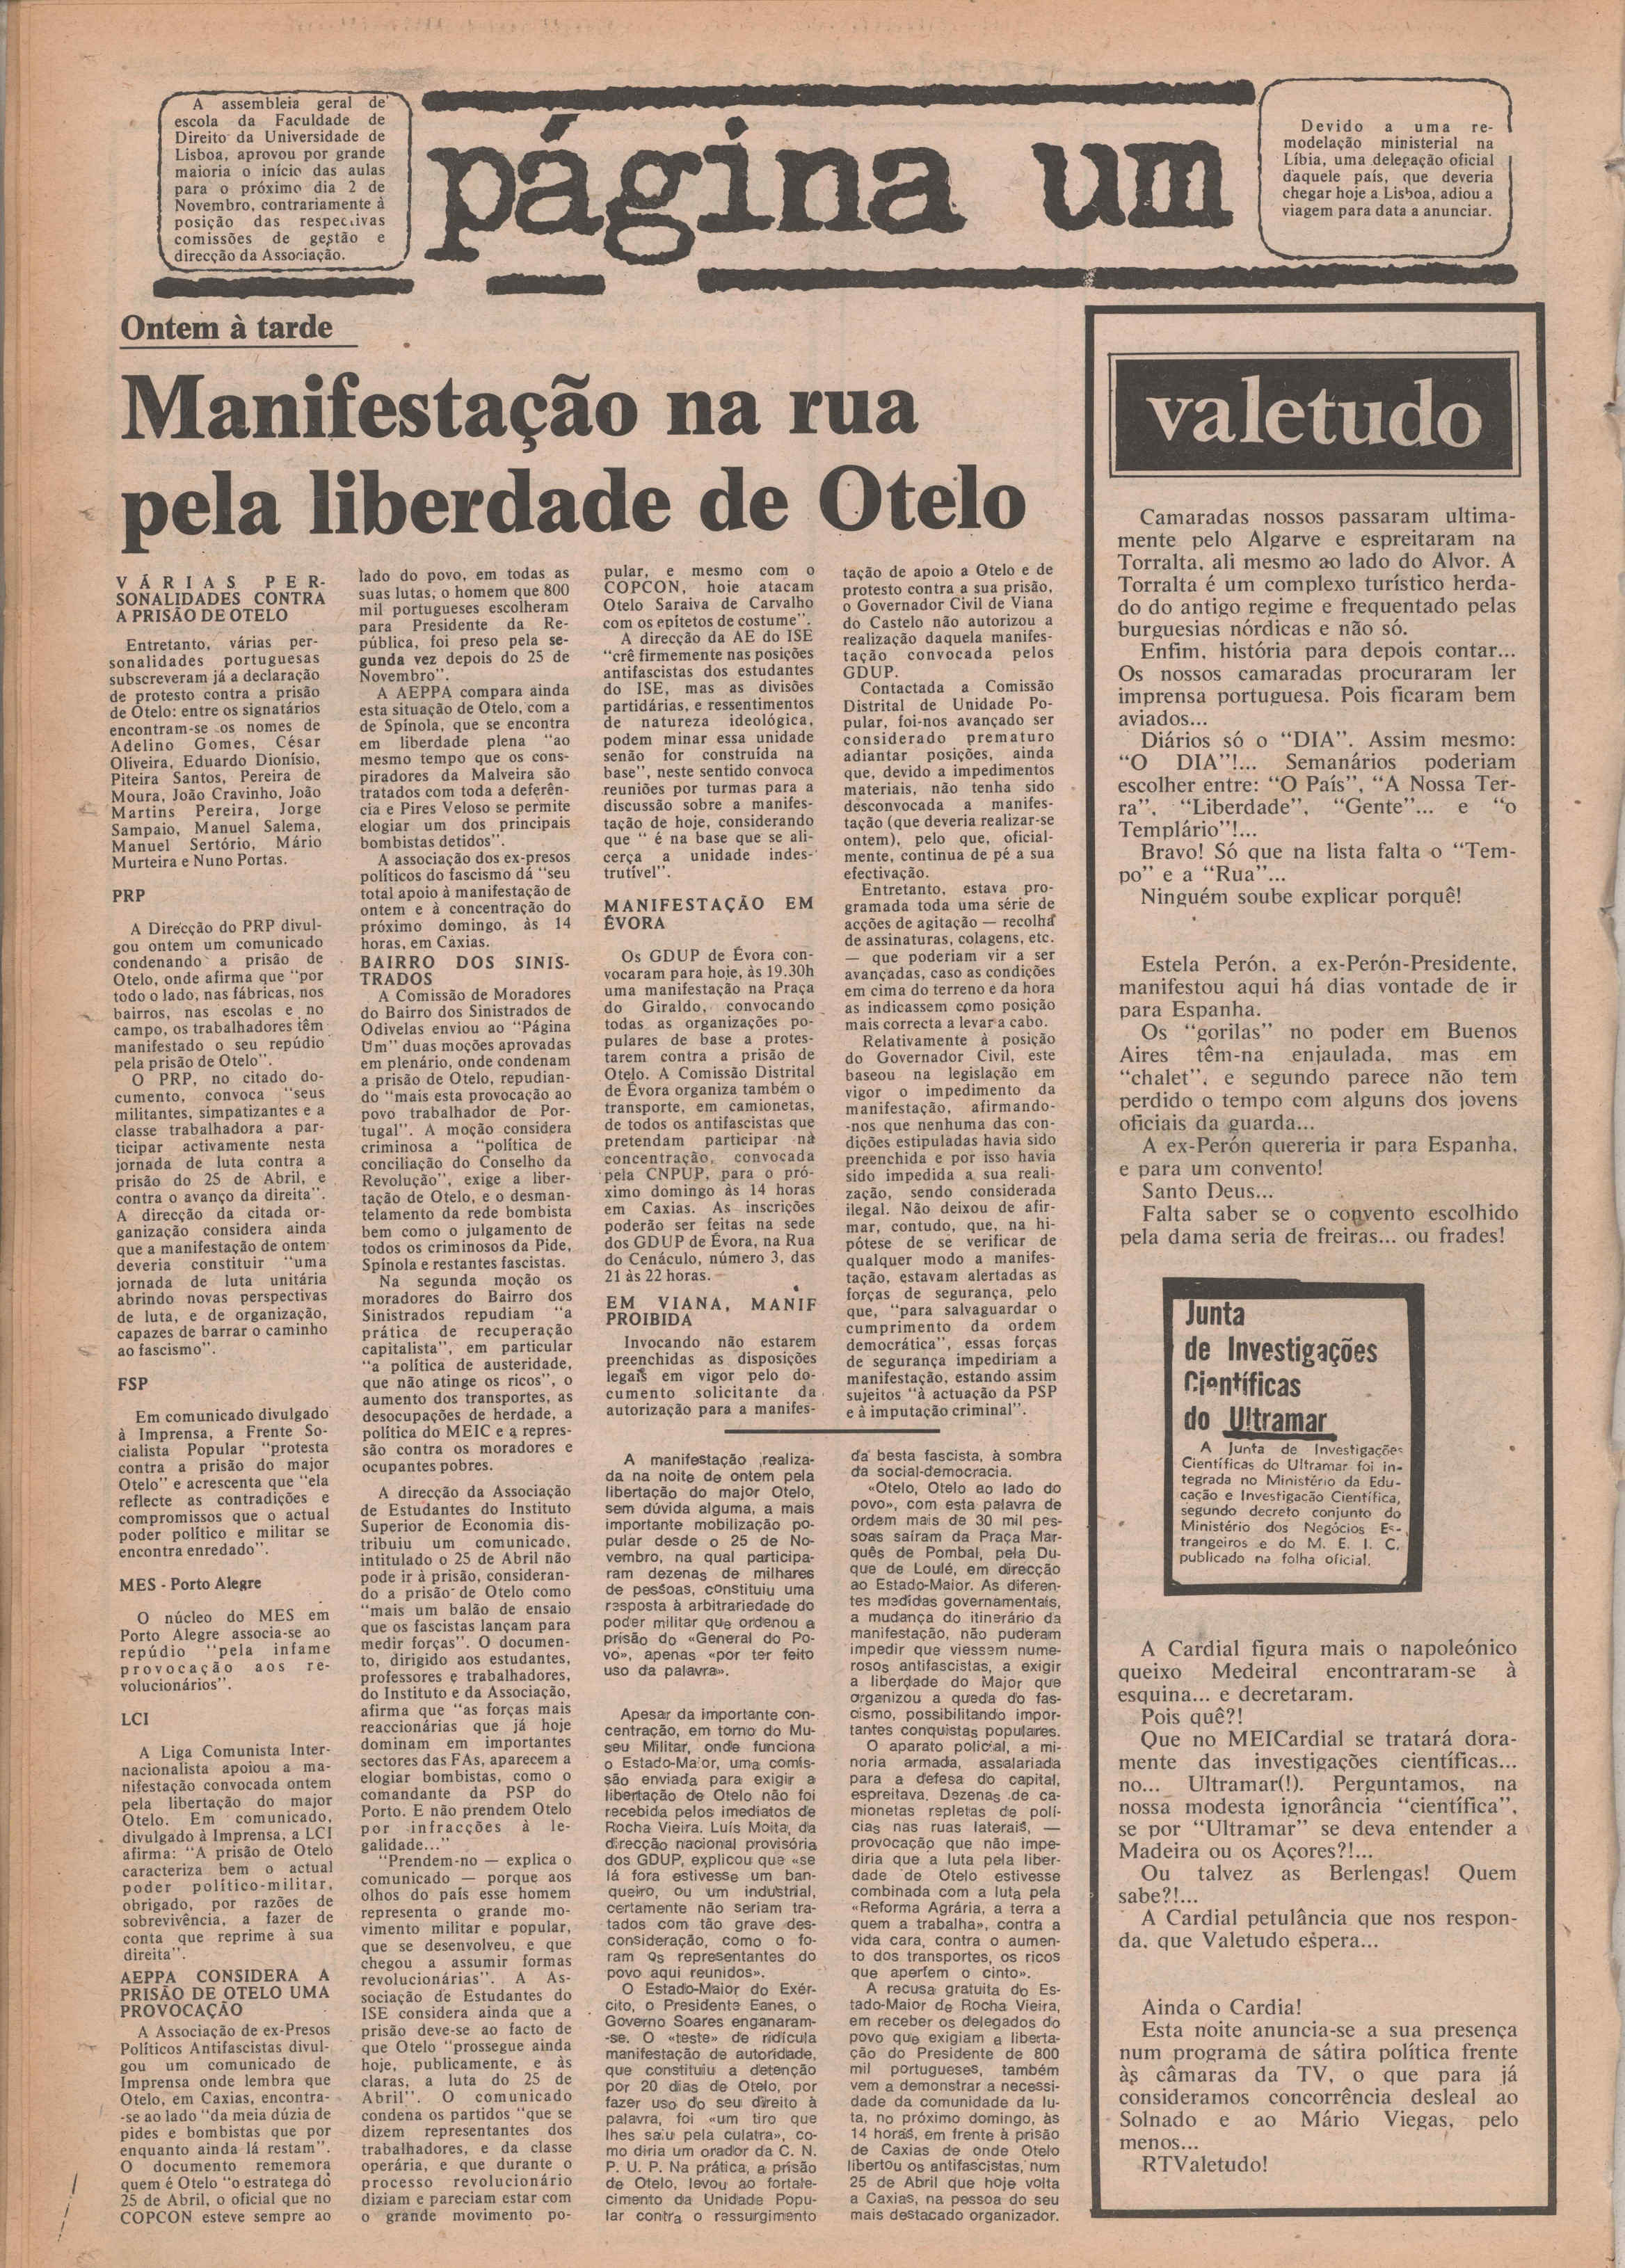 A assembleia geral de
escola da Faculdade de
Direito da Universidade de
Lisboa, aprovou por grande
maioria o início das aulas
para o próximo dia 2 de
Novembro, contrariamente à
posição das respectivas
comissões de gestão e
direcção da Associação.
página um
Devido a uma re-
modelação ministerial na
Líbia, uma delegação oficial
daquele país, que deveria
chegar hoje a Lisboa, adiou a
viagem para data a anunciar.
Ontem à tarde
Manifestação na rua
pela liberdade de Otelo
VÁRIAS PER-
SONALIDADES CONTRA
A PRISÃO DE OTELO
Entretanto, várias per-
sonalidades portuguesas
subscreveram já a declaração
de protesto contra a prisão
de Otelo: entre os signatários
encontram-se os nomes de
Adelino Gomes, César
Oliveira, Eduardo Dionísio,
Piteira Santos, Pereira de
Moura, João Cravinho, João
Martins Pereira, Jorge
Sampaio, Manuel Salema,
Manuel Sertório, Mário
Murteira e Nuno Portas.
PRP
A Direcção do PRP divul-
gou ontem um comunicado
condenando a prisão de
Otelo, onde afirma que "por
todo o lado, nas fábricas, nos
bairros, nas escolas e no
campo, os trabalhadores têm
manifestado o seu repúdio
pela prisão de Otelo".
O PRP, no citado do-
cumento, convoca "seus
militantes, simpatizantes e a
classe trabalhadora a par-
ticipar activamente nesta
jornada de luta contra a
prisão do 25 de Abril, e
contra o avanço da direita".
A direcção da citada or-
ganização considera ainda
que a manifestação de ontem
deveria constituir "uma
jornada de luta unitária
abrindo novas perspectivas
de luta, e de organização,
capazes de barrar o caminho
ao fascismo".
FSP
Em comunicado divulgado
à Imprensa, a Frente So-
cialista Popular "protesta
contra a prisão do major
Otelo" e acrescenta que "ela
reflecte as contradições e
compromissos que o actual
poder político e militar se
encontra enredado".
MES - Porto Alegre
O núcleo do MES em
Porto Alegre associa-se ao
repúdio "pela infame
provocação aos re-
volucionários".
LCI
A Liga Comunista Inter-
nacionalista apoiou a ma-
nifestação convocada ontem
pela libertação do major
Otelo. Em comunicado,
divulgado à Imprensa, a LCI
afirma: "A prisão de Otelo
caracteriza bem o actual
poder político-militar,
obrigado, por razões de
sobrevivência, a fazer de
conta que reprime à sua
direita".
AEPPA CONSIDERA A
PRISÃO DE OTELO UMA
PROVOCAÇÃO
A Associação de ex-Presos
Políticos Antifascistas divul-
gou um comunicado de
Imprensa onde lembra que
Otelo, em Caxias, encontra-
-se ao lado "da meia dúzia de
pides e bombistas que por
enquanto ainda lá restam".
O documento rememora
quem é Otelo "o estratega do
25 de Abril, o oficial que no
COPCON esteve sempre ao
lado do povo, em todas as
suas lutas, o homem que 800
mil portugueses escolheram
para Presidente da Re-
pública, foi preso pela se-
gunda vez depois do 25 de
Novembro".
A AEPPA compara ainda
esta situação de Otelo, com a
de Spínola, que se encontra
em liberdade plena "ao
mesmo tempo que os cons-
piradores da Malveira são
tratados com toda a deferên-
cia e Pires Veloso se permite
elogiar um dos principais
bombistas detidos".
A associação dos ex-presos
políticos do fascismo dá "seu
total apoio à manifestação de
ontem e à concentração do
próximo domingo, às 14
horas, em Caxias.
BAIRRO DOS SINIS-
TRADOS
A Comissão de Moradores
do Bairro dos Sinistrados de
Odivelas enviou ao "Página
Um" duas moções aprovadas
em plenário, onde condenam
a prisão de Otelo, repudian-
do "mais esta provocação ao
povo trabalhador de Por-
tugal". A moção considera
criminosa a "política de
conciliação do Conselho da
Revolução", exige a liber-
tação de Otelo, e o desman-
telamento da rede bombista
bem como o julgamento de
todos os criminosos da Pide,
Spínola e restantes fascistas.
Na segunda moção os
moradores do Bairro dos
Sinistrados repudiam "a
prática de recuperação
capitalista", em particular
"a política de austeridade,
que não atinge os ricos", o
aumento dos transportes, as
desocupações de herdade, a
política do MEIC e a repres-
são contra os moradores e
ocupantes pobres.
A direcção da Associação
de Estudantes do Instituto
Superior de Economia dis-
tribuiu um comunicado,
intitulado o 25 de Abril não
pode ir à prisão, consideran-
do a prisão de Otelo como
"mais um balão de ensaio
que os fascistas lançam para
medir forças". O documen-
to, dirigido aos estudantes,
professores e trabalhadores,
do Instituto e da Associação,
afirma que "as forças mais
reaccionárias que já hoje
dominam em importantes
sectores das FAs, aparecem a
elogiar bombistas, como o
comandante da PSP do
Porto. E não prendem Otelo
por infracções à le-
galidade..."
"Prendem-no — explica o
comunicado — porque aos
olhos do país esse homem
representa o grande mo-
vimento militar e popular,
que se desenvolveu, e que
chegou a assumir formas
revolucionárias". A As-
sociação de Estudantes do
ISE considera ainda que a
prisão deve-se ao facto de
que Otelo "prossegue ainda
hoje, publicamente, e às
claras, a luta do 25 de
Abril". O comunicado
condena os partidos "que se
dizem representantes dos
trabalhadores, e da classe
operária, e que durante o
processo revolucionário
diziam e pareciam estar com
o grande movimento po-
pular, e mesmo com o
COPCON, hoje atacam
Otelo Saraiva de Carvalho
com os epítetos de costume".
A direcção da AE do ISE
"crê firmemente nas posições
antifascistas dos estudantes
do ISE, mas as divisões
partidárias, e ressentimentos
de natureza ideológica,
podem minar essa unidade
senão for construída na
base", neste sentido convoca
reuniões por turmas para a
discussão sobre a manifes-
tação de hoje, considerando
que " é na base que se ali-
cerça a unidade indes-
trutível".
MANIFESTAÇÃO EM
ÉVORA
Os GDUP de Évora con-
vocaram para hoje, às 19.30h
uma manifestação na Praça
do Giraldo, convocando
todas as organizações po-
pulares de base a protes-
tarem contra a prisão de
Otelo. A Comissão Distrital
de Évora organiza também o
transporte, em camionetas,
de todos os antifascistas que
pretendam participar na
concentração, convocada
pela CNPUP, para o pró-
ximo domingo às 14 horas
em Caxias. As inscrições
poderão ser feitas na sede
dos GDUP de Évora, na Rua
do Cenáculo, número 3, das
21 às 22 horas.
EM VIANA, MANIF
PROIBIDA
Invocando não estarem
preenchidas as disposições
legais em vigor pelo do-
cumento solicitante da
autorização para a manifes-
tação de apoio a Otelo e de
protesto contra a sua prisão,
o Governador Civil de Viana
do Castelo não autorizou a
realização daquela manifes-
tação convocada pelos
GDUP.
Contactada a Comissão
Distrital de Unidade Po-
pular, foi-nos avançado ser
considerado prematuro
adiantar posições, ainda
que, devido a impedimentos
materiais, não tenha sido
desconvocada a manifes-
tação (que deveria realizar-se
ontem), pelo que, oficial-
mente, continua de pé a sua
efectivação.
Entretanto, estava pro-
gramada toda uma série de
acções de agitação — recolha
de assinaturas, colagens, etc.
— que poderiam vir a ser
avançadas, caso as condições
em cima do terreno e da hora
as indicassem como posição
mais correcta a levar a cabo.
Relativamente à posição
do Governador Civil, este
baseou na legislação em
vigor o impedimento da
manifestação, afirmando-
-nos que nenhuma das con-
dições estipuladas havia sido
preenchida e por isso havia
sido impedida a sua reali-
zação, sendo considerada
ilegal. Não deixou de afir-
mar, contudo, que, na hi-
pótese de se verificar de
qualquer modo a manifes-
tação, estavam alertadas as
forças de segurança, pelo
que, "para salvaguardar o
cumprimento da ordem
democrática", essas forças
de segurança impediriam a
manifestação, estando assim
sujeitos "à actuação da PSP
e à imputação criminal".
A manifestação realiza-
da na noite de ontem pela
libertação do major Otelo,
sem dúvida alguma, a mais
importante mobilização po-
pular desde o 25 de No-
vembro, na qual participa-
ram dezenas de milhares
de pessoas, constituiu uma
resposta à arbitrariedade do
poder militar que ordenou a
prisão do «General do Po-
vo», apenas «por ter feito
uso da palavra».
Apesar da importante con-
centração, em torno do Mu-
seu Militar, onde funciona
o Estado-Maior, uma comis-
são enviada para exigir a
libertação de Otelo não foi
recebida pelos imediatos de
Rocha Vieira. Luís Moita, da
direcção nacional provisória
dos GDUP, explicou que «se
lá fora estivesse um ban-
queiro, ou um industrial,
certamente não seriam tra-
tados com tão grave des-
consideração, como o fo-
ram os representantes do
povo aqui reunidos».
O Estado-Maior do Exér-
cito, o Presidente Eanes, o
Governo Soares enganaram-
-se. O «teste» de ridícula
manifestação de autoridade,
que constituiu a detenção
por 20 dias de Otelo, por
fazer uso do seu direito à
palavra, foi «um tiro que
lhes saiu pela culatra», co-
mo diria um orador da C. N.
P. U. P. Na prática, a prisão
de Otelo, levou ao fortale-
cimento da Unidade Popu-
lar contra o ressurgimento
da besta fascista, à sombra
da social-democracia.
«Otelo, Otelo ao lado do
povo», com esta palavra de
ordem mais de 30 mil pes-
soas saíram da Praça Mar-
quês de Pombal, pela Du-
que de Loulé, em direcção
ao Estado-Maior. As diferen-
tes medidas governamentais,
a mudança do itinerário da
manifestação, não puderam
impedir que viessem nume-
rosos antifascistas, a exigir
a liberdade do Major que
organizou a queda do fas-
cismo, possibilitando impor-
tantes conquistas populares.
O aparato policial, a mi-
noria armada, assalariada
para a defesa do capital,
espreitava. Dezenas de ca-
mionetas repletas de polí-
cias nas ruas laterais, —
provocação que não impe-
diria que a luta pela liber-
dade de Otelo estivesse
combinada com a luta pela
«Reforma Agrária, a terra a
quem a trabalha», contra a
vida cara, contra o aumen-
to dos transportes, os ricos
que apertem o cinto».
A recusa gratuita do Es-
tado-Maior de Rocha Vieira,
em receber os delegados do
povo que exigiam a liberta-
ção do Presidente de 800
mil portugueses, também
vem a demonstrar a necessi-
dade da comunidade da lu-
ta, no próximo domingo, às
14 horas, em frente à prisão
de Caxias de onde Otelo
libertou os antifascistas, num
25 de Abril que hoje volta
a Caxias, na pessoa do seu
mais destacado organizador.
valetudo
Camaradas nossos passaram ultima-
mente pelo Algarve e espreitaram na
Torralta, ali mesmo ao lado do Alvor. A
Torralta é um complexo turístico herda-
do do antigo regime e frequentado pelas
burguesias nórdicas e não só.
Enfim, história para depois contar...
Os nossos camaradas procuraram ler
imprensa portuguesa. Pois ficaram bem
aviados...
Diários só o "DIA". Assim mesmo:
"O DIA"!... Semanários poderiam
escolher entre: "O País", "A Nossa Ter-
ra", "Liberdade", "Gente"... e "o
Templário"!...
Bravo! Só que na lista falta o "Tem-
po" e a "Rua"...
Ninguém soube explicar porquê!
Estela Perón, a ex-Perón-Presidente,
manifestou aqui há dias vontade de ir
para Espanha.
Os "gorilas" no poder em Buenos
Aires têm-na enjaulada, mas em
"chalet", e segundo parece não tem
perdido o tempo com alguns dos jovens
oficiais da guarda...
A ex-Perón quereria ir para Espanha,
e para um convento!
Santo Deus...
Falta saber se o convento escolhido
pela dama seria de freiras... ou frades!
Junta
de Investigações
Científicas
do Ultramar
A Junta de Investigações
Científicas do Ultramar foi in-
tegrada no Ministério da Edu-
cação e Investigação Científica,
segundo decreto conjunto do
Ministério dos Negócios Es-
trangeiros e do M. E. I. C.
publicado na folha oficial.
A Cardial figura mais o napoleónico
queixo Medeiral encontraram-se à
esquina... e decretaram.
Pois quê?!
Que no MEICardial se tratará dora-
mente das investigações científicas...
no... Ultramar(!). Perguntamos, na
nossa modesta ignorância "científica",
se por "Ultramar" se deva entender a
Madeira ou os Açores?!...
Ou talvez as Berlengas! Quem
sabe?!...
A Cardial petulância que nos respon-
da, que Valetudo espera...
Ainda o Cardia!
Esta noite anuncia-se a sua presença
num programa de sátira política frente
às câmaras da TV, o que para já
consideramos concorrência desleal ao
Solnado e ao Mário Viegas, pelo
menos...
RTValetudo!